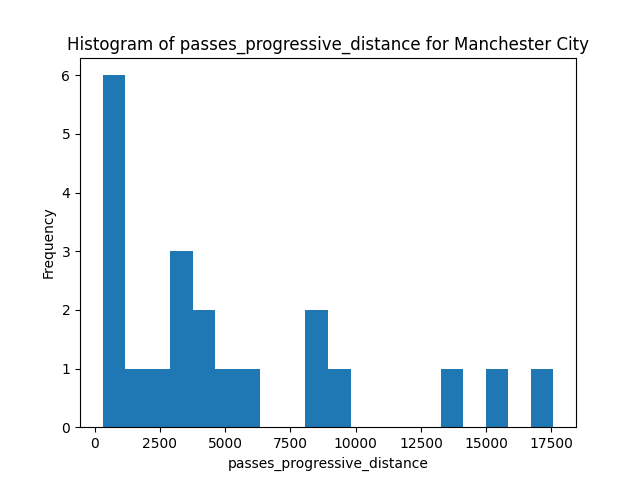 Histogram of passes_progressive_distance for Manchester City
6
5
4
3
2
1
0
Frequency
0 2500 5000 7500 10000 12500 15000 17500
passes_progressive_distance